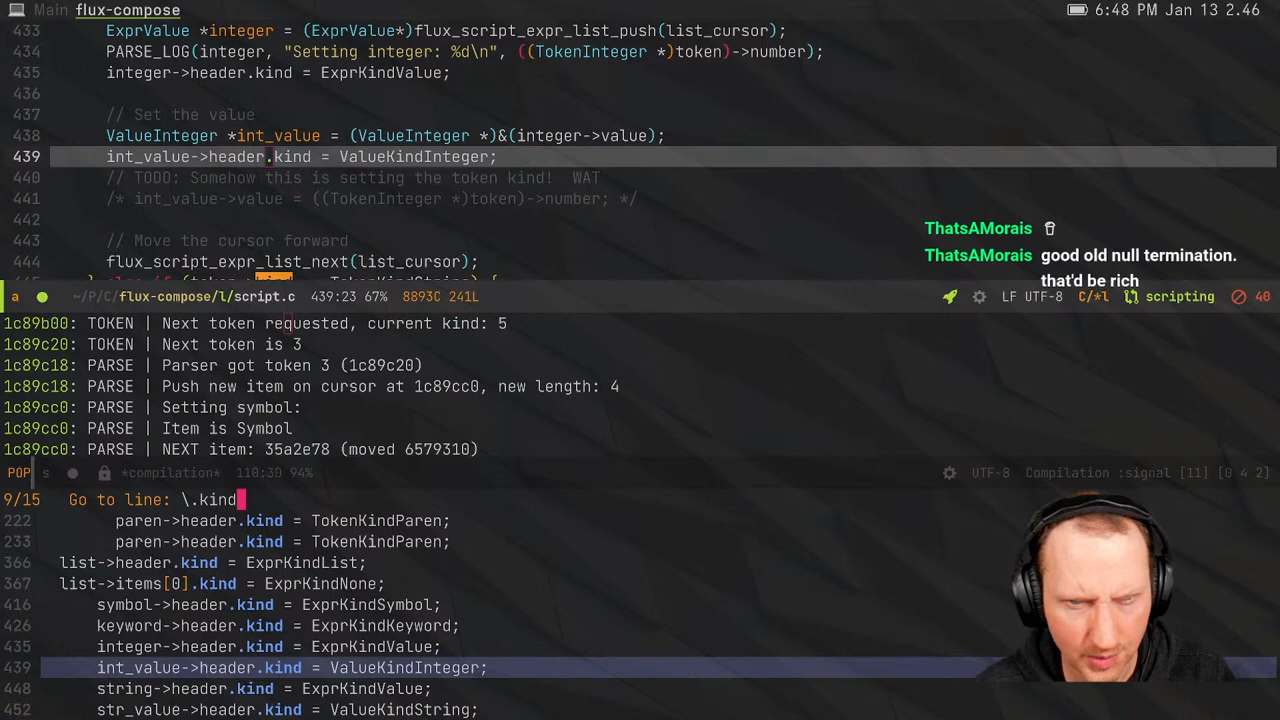 Main flux-compose 6:48 PM Jan 13 2.46
433 ExprValue *integer = (ExprValue*)flux_script_expr_list_push(list_cursor);
434 PARSE_LOG(integer, "Setting integer: %d\n", ((TokenInteger *)token)->number);
435 integer->header.kind = ExprKindValue;
436
437 // Set the value
438 ValueInteger *int_value = (ValueInteger *)&(integer->value);
439 int_value->header.kind = ValueKindInteger;
440 // TODO: Somehow this is setting the token kind!  WAT
441 /* int_value->value = ((TokenInteger *)token)->number; */
442
443 // Move the cursor forward
444 flux_script_expr_list_next(list_cursor);
ThatsAMorais
ThatsAMorais good old null termination.
that'd be rich
a ~/P/C/flux-compose/l/script.c 439:23 67% 8893C 241L LF UTF-8 C/*l scripting 40
1c89b00: TOKEN | Next token requested, current kind: 5
1c89c20: TOKEN | Next token is 3
1c89c18: PARSE | Parser got token 3 (1c89c20)
1c89c18: PARSE | Push new item on cursor at 1c89cc0, new length: 4
1c89cc0: PARSE | Setting symbol:
1c89cc0: PARSE | Item is Symbol
1c89cc0: PARSE | NEXT item: 35a2e78 (moved 6579310)
POP s *compilation* 110:30 94% UTF-8 Compilation :signal [11] [0 4 2]
9/15 Go to line: \.kind
222 paren->header.kind = TokenKindParen;
233 paren->header.kind = TokenKindParen;
366 list->header.kind = ExprKindList;
367 list->items[0].kind = ExprKindNone;
416 symbol->header.kind = ExprKindSymbol;
426 keyword->header.kind = ExprKindKeyword;
435 integer->header.kind = ExprKindValue;
439 int_value->header.kind = ValueKindInteger;
448 string->header.kind = ExprKindValue;
452 str_value->header.kind = ValueKindString;